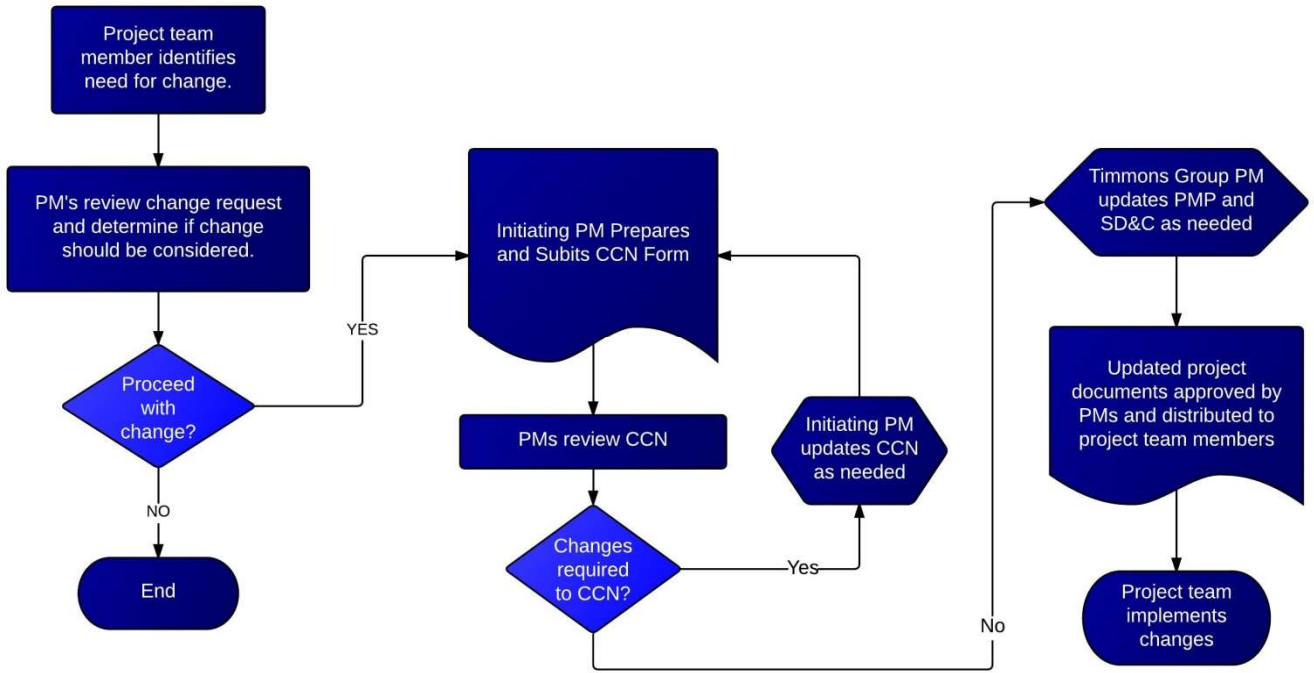 Project team
member identifies
need for change.
PM's review change request
and determine if change
should be considered.
Proceed
with
change?
YES
NO
End
Initiating PM Prepares
and Subits CCN Form
PMs review CCN
Changes
required
to CCN?
Yes
Initiating PM
updates CCN
as needed
No
Timmons Group PM
updates PMP and
SD&C as needed
Updated project
documents approved by
PMs and distributed to
project team members
Project team
implements
changes